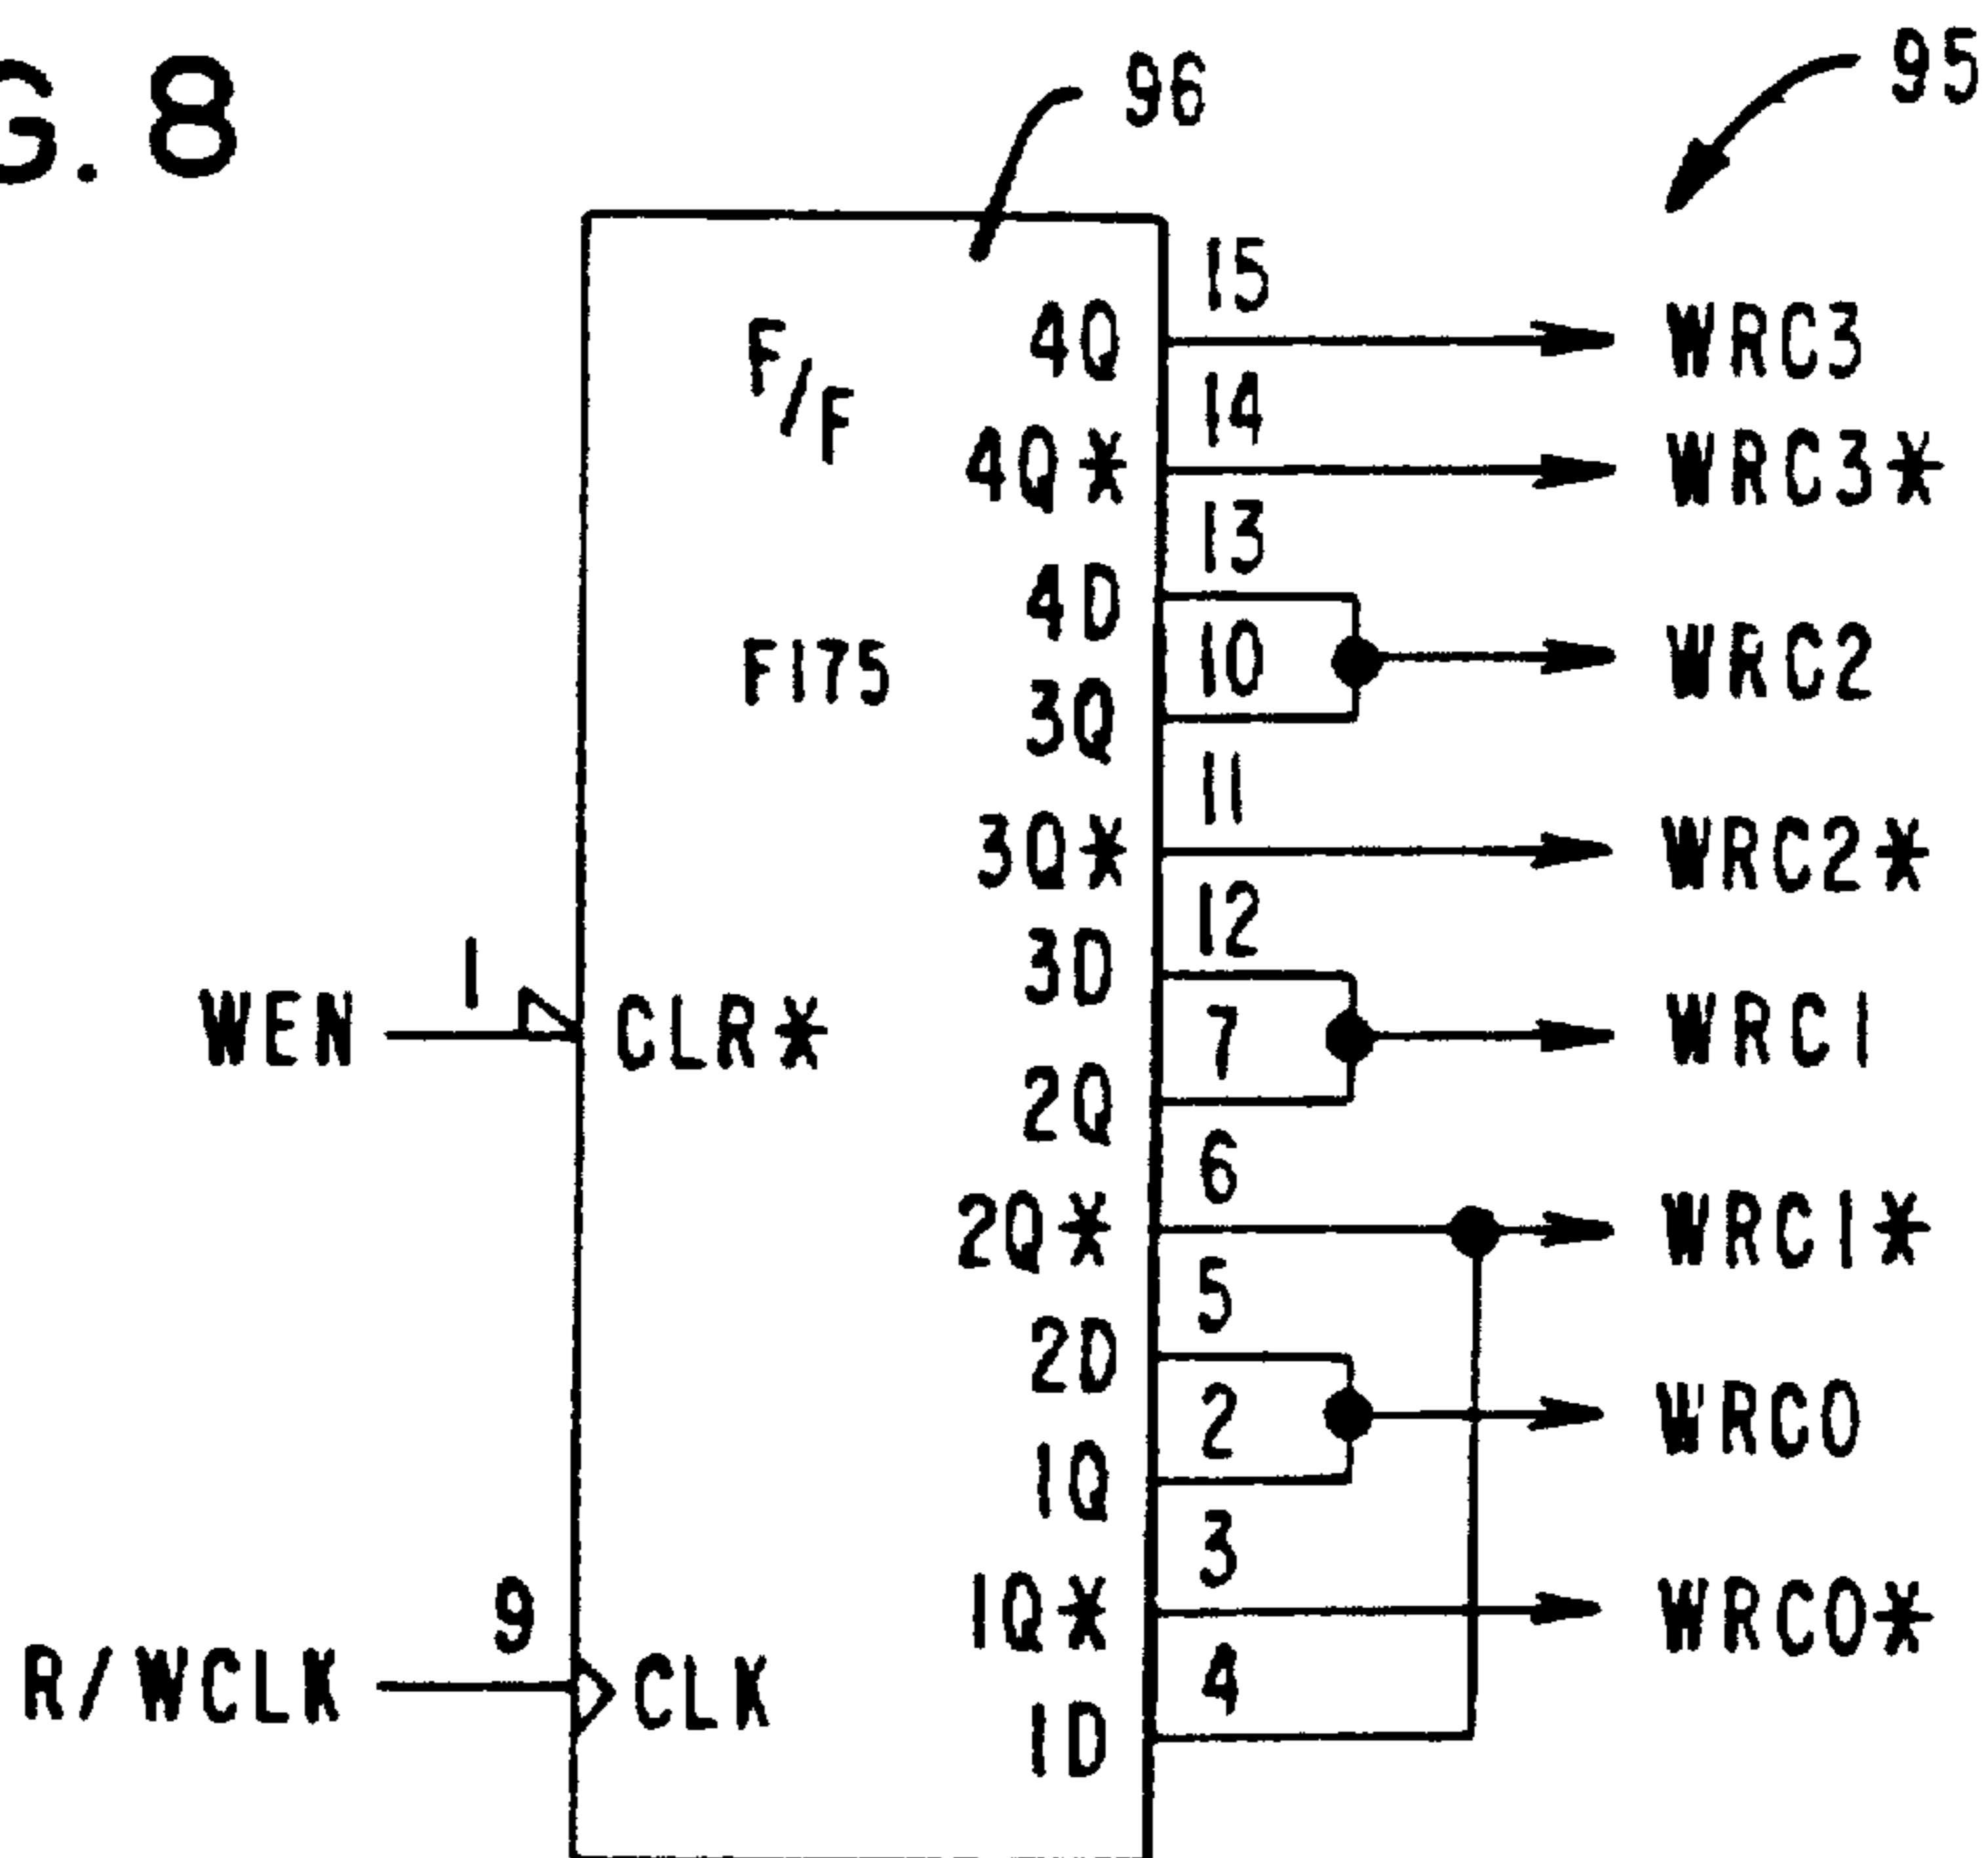 G. 8
96
95
F/F
F175
4Q 15 WRC3
4Q* 14 WRC3*
4D 13
WRC2
3Q 10
3Q* 11 WRC2*
3D 12
WRC1
2Q 7
2Q* 6 WRC1*
2D 5
WRC0
1Q 2
1Q* 3 WRC0*
1D 4
WEN 1 CLR*
R/WCLK 9 CLK